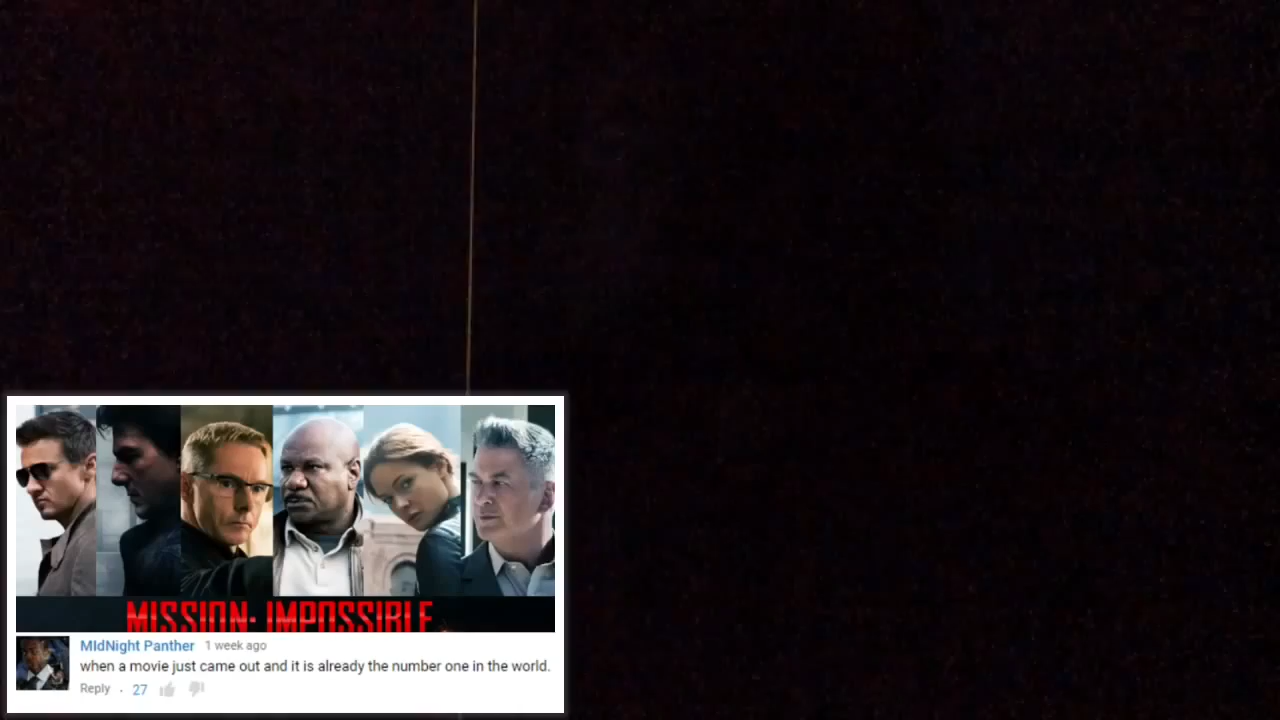 MISSION: IMPOSSIBLE
MIdNight Panther 1 week ago
when a movie just came out and it is already the number one in the world.
Reply . 27